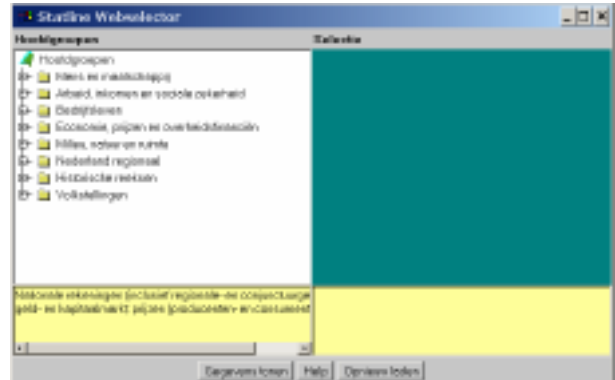 Statline Webselector
Hoofdgroepen
Selectie
Hoofdgroepen
Mens en maatschappij
Arbeid, inkomen en sociale zekerheid
Bedrijfsleven
Economie, prijzen en overheidsfinanciën
Milieu, natuur en ruimte
Nederland regionaal
Historische reeksen
Volkstellingen
Nationale rekeningen (inclusief regionale- en conjunctuurge
geld- en kapitaalmarkt; prijzen (producenten- en consument
Gegevens tonen
Help
Opnieuw laden